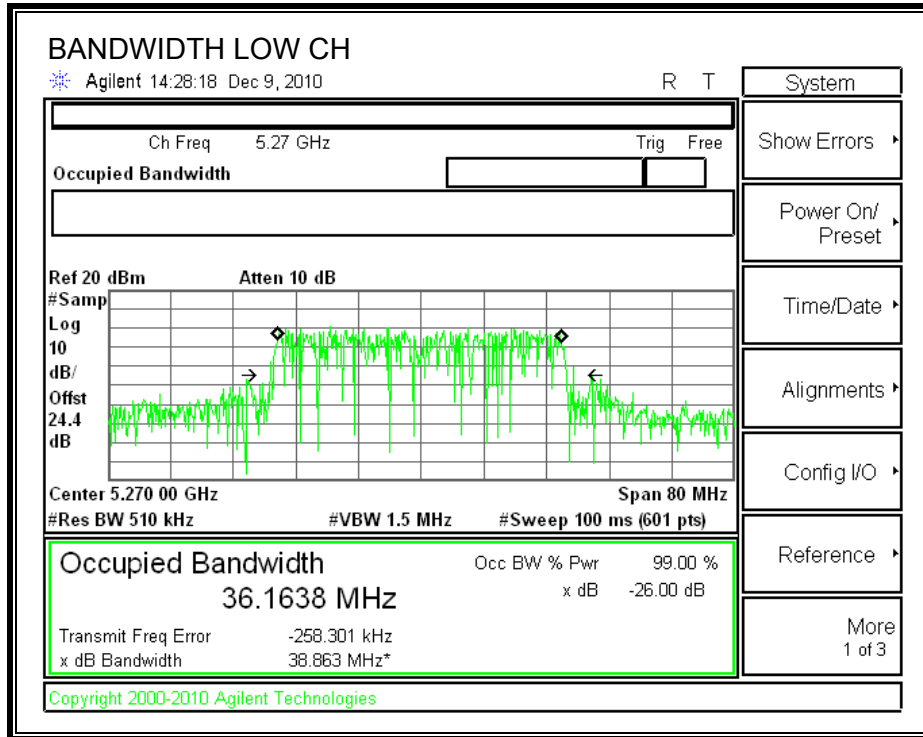 BANDWIDTH LOW CH
Agilent 14:28:18 Dec 9, 2010 R T
System
Ch Freq 5.27 GHz Trig Free
Occupied Bandwidth
Show Errors
Power On/
Preset
Time/Date
Alignments
Config I/O
Reference
More
1 of 3
Ref 20 dBm Atten 10 dB
#Samp
Log
10
dB/
Offst
24.4
dB
Center 5.270 00 GHz Span 80 MHz
#Res BW 510 kHz #VBW 1.5 MHz #Sweep 100 ms (601 pts)
Occupied Bandwidth
36.1638 MHz
Occ BW % Pwr 99.00 %
x dB -26.00 dB
Transmit Freq Error -258.301 kHz
x dB Bandwidth 38.863 MHz*
Copyright 2000-2010 Agilent Technologies